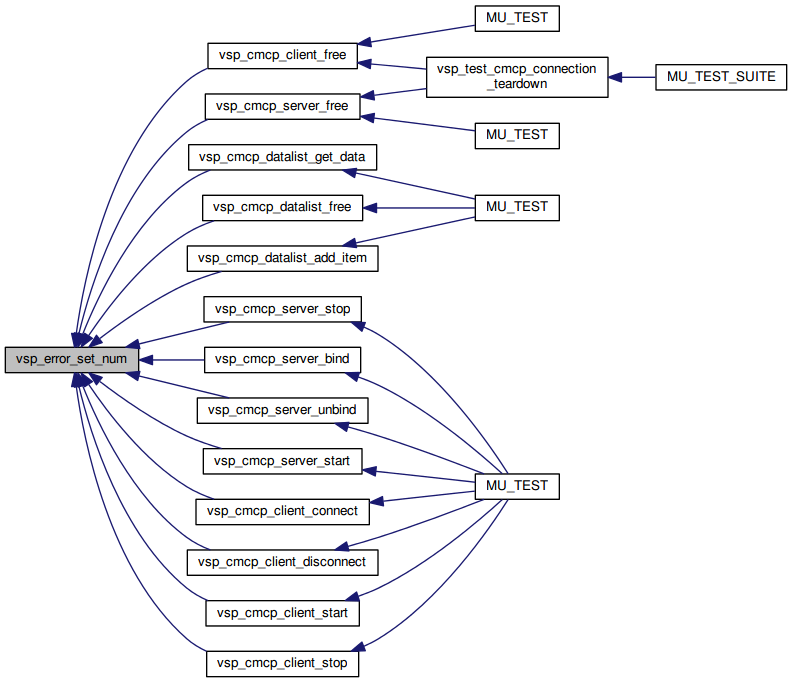 MU_TEST
vsp_cmcp_client_free
vsp_test_cmcp_connection
_teardown
MU_TEST_SUITE
vsp_cmcp_server_free
MU_TEST
vsp_cmcp_datalist_get_data
vsp_cmcp_datalist_free
MU_TEST
vsp_cmcp_datalist_add_item
vsp_cmcp_server_stop
vsp_error_set_num
vsp_cmcp_server_bind
vsp_cmcp_server_unbind
vsp_cmcp_server_start
MU_TEST
vsp_cmcp_client_connect
vsp_cmcp_client_disconnect
vsp_cmcp_client_start
vsp_cmcp_client_stop